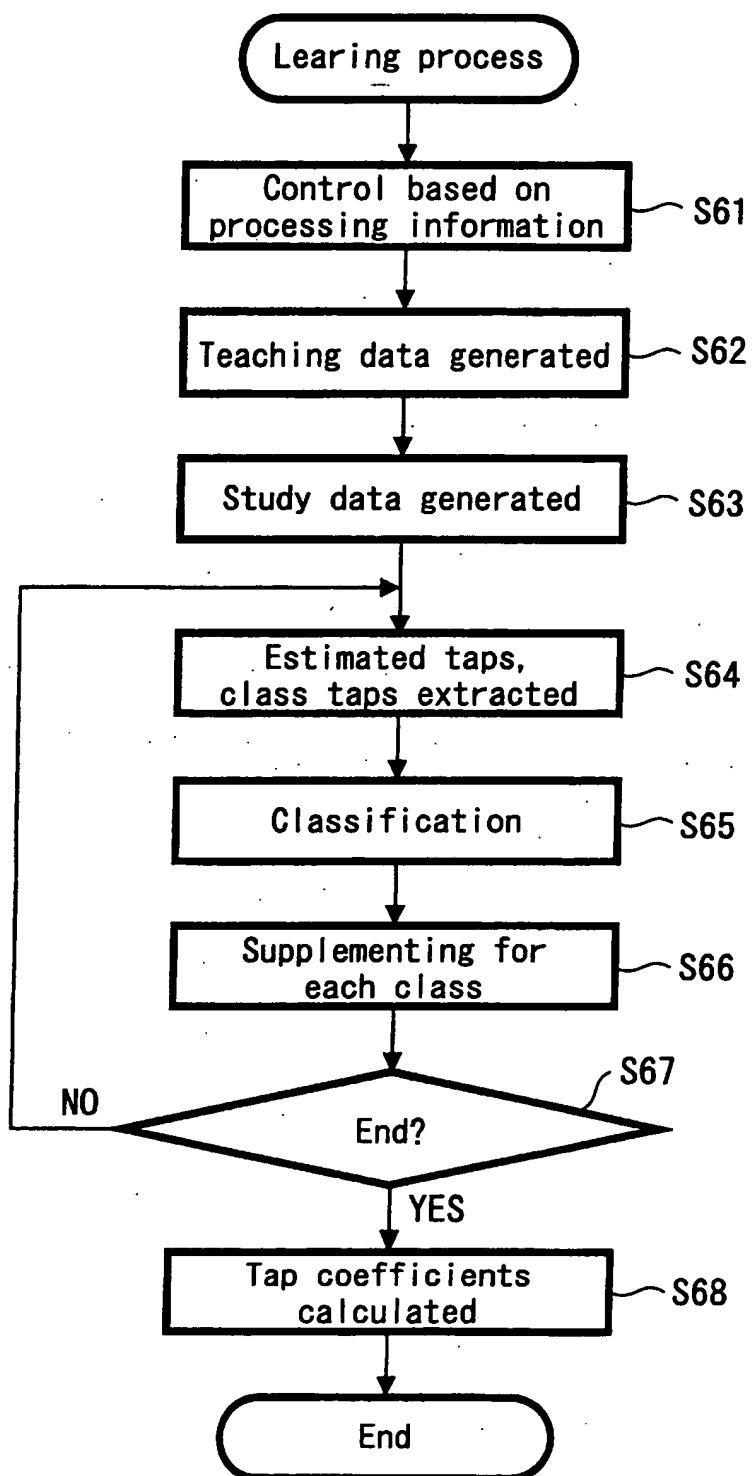 Learing process
Control based on
processing information
S61
Teaching data generated
S62
Study data generated
S63
Estimated taps,
class taps extracted
S64
Classification
S65
Supplementing for
each class
S66
S67
NO
End?
YES
Tap coefficients
calculated
S68
End